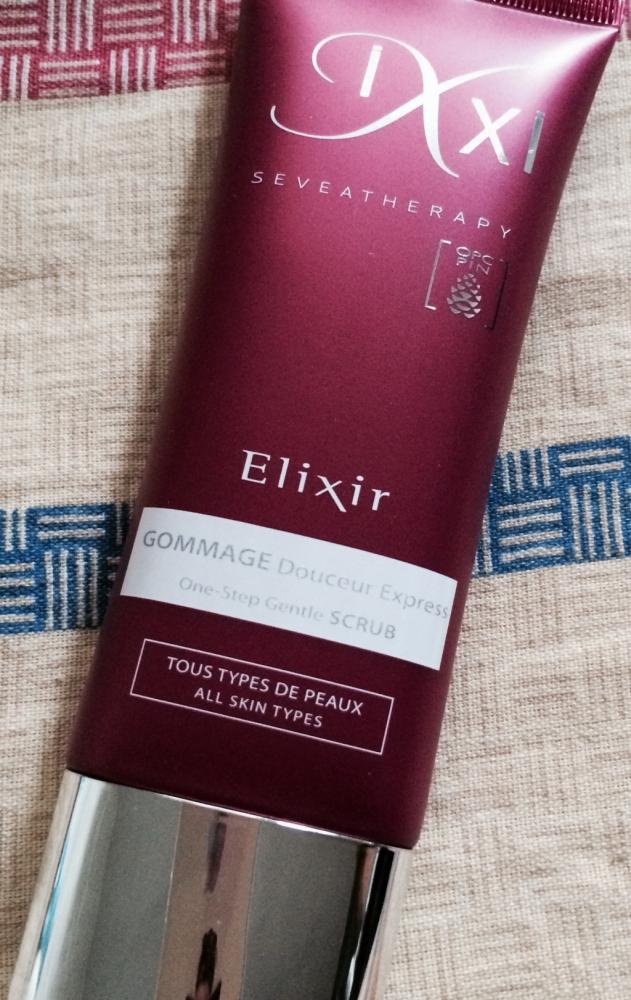 iXxI
SEVEATHERAPY
OPC
PIN
Elixir
GOMMAGE Douceur Express
One-Step Gentle SCRUB
TOUS TYPES DE PEAUX
ALL SKIN TYPES